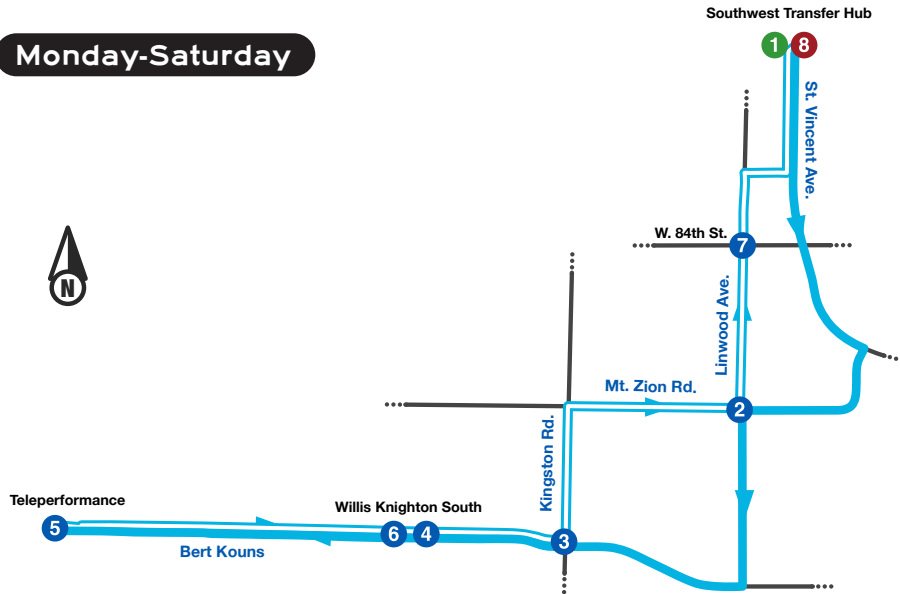 Southwest Transfer Hub
Monday-Saturday
1
8
St. Vincent Ave.
W. 84th St.
7
N
Linwood Ave.
Mt. Zion Rd.
2
Kingston Rd.
Teleperformance
Willis Knighton South
5
6
4
3
Bert Kouns